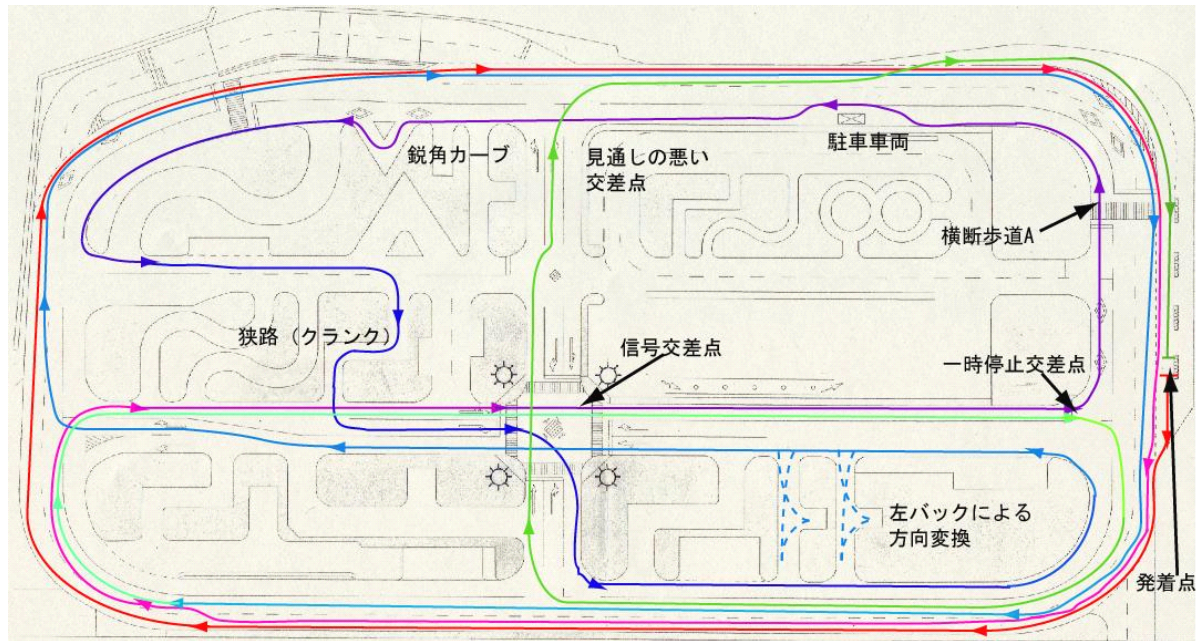 鋭角カーブ
見通しの悪い
交差点
駐車車両
横断歩道A
狭路（クランク）
信号交差点
一時停止交差点
左バックによる
方向変換
発着点